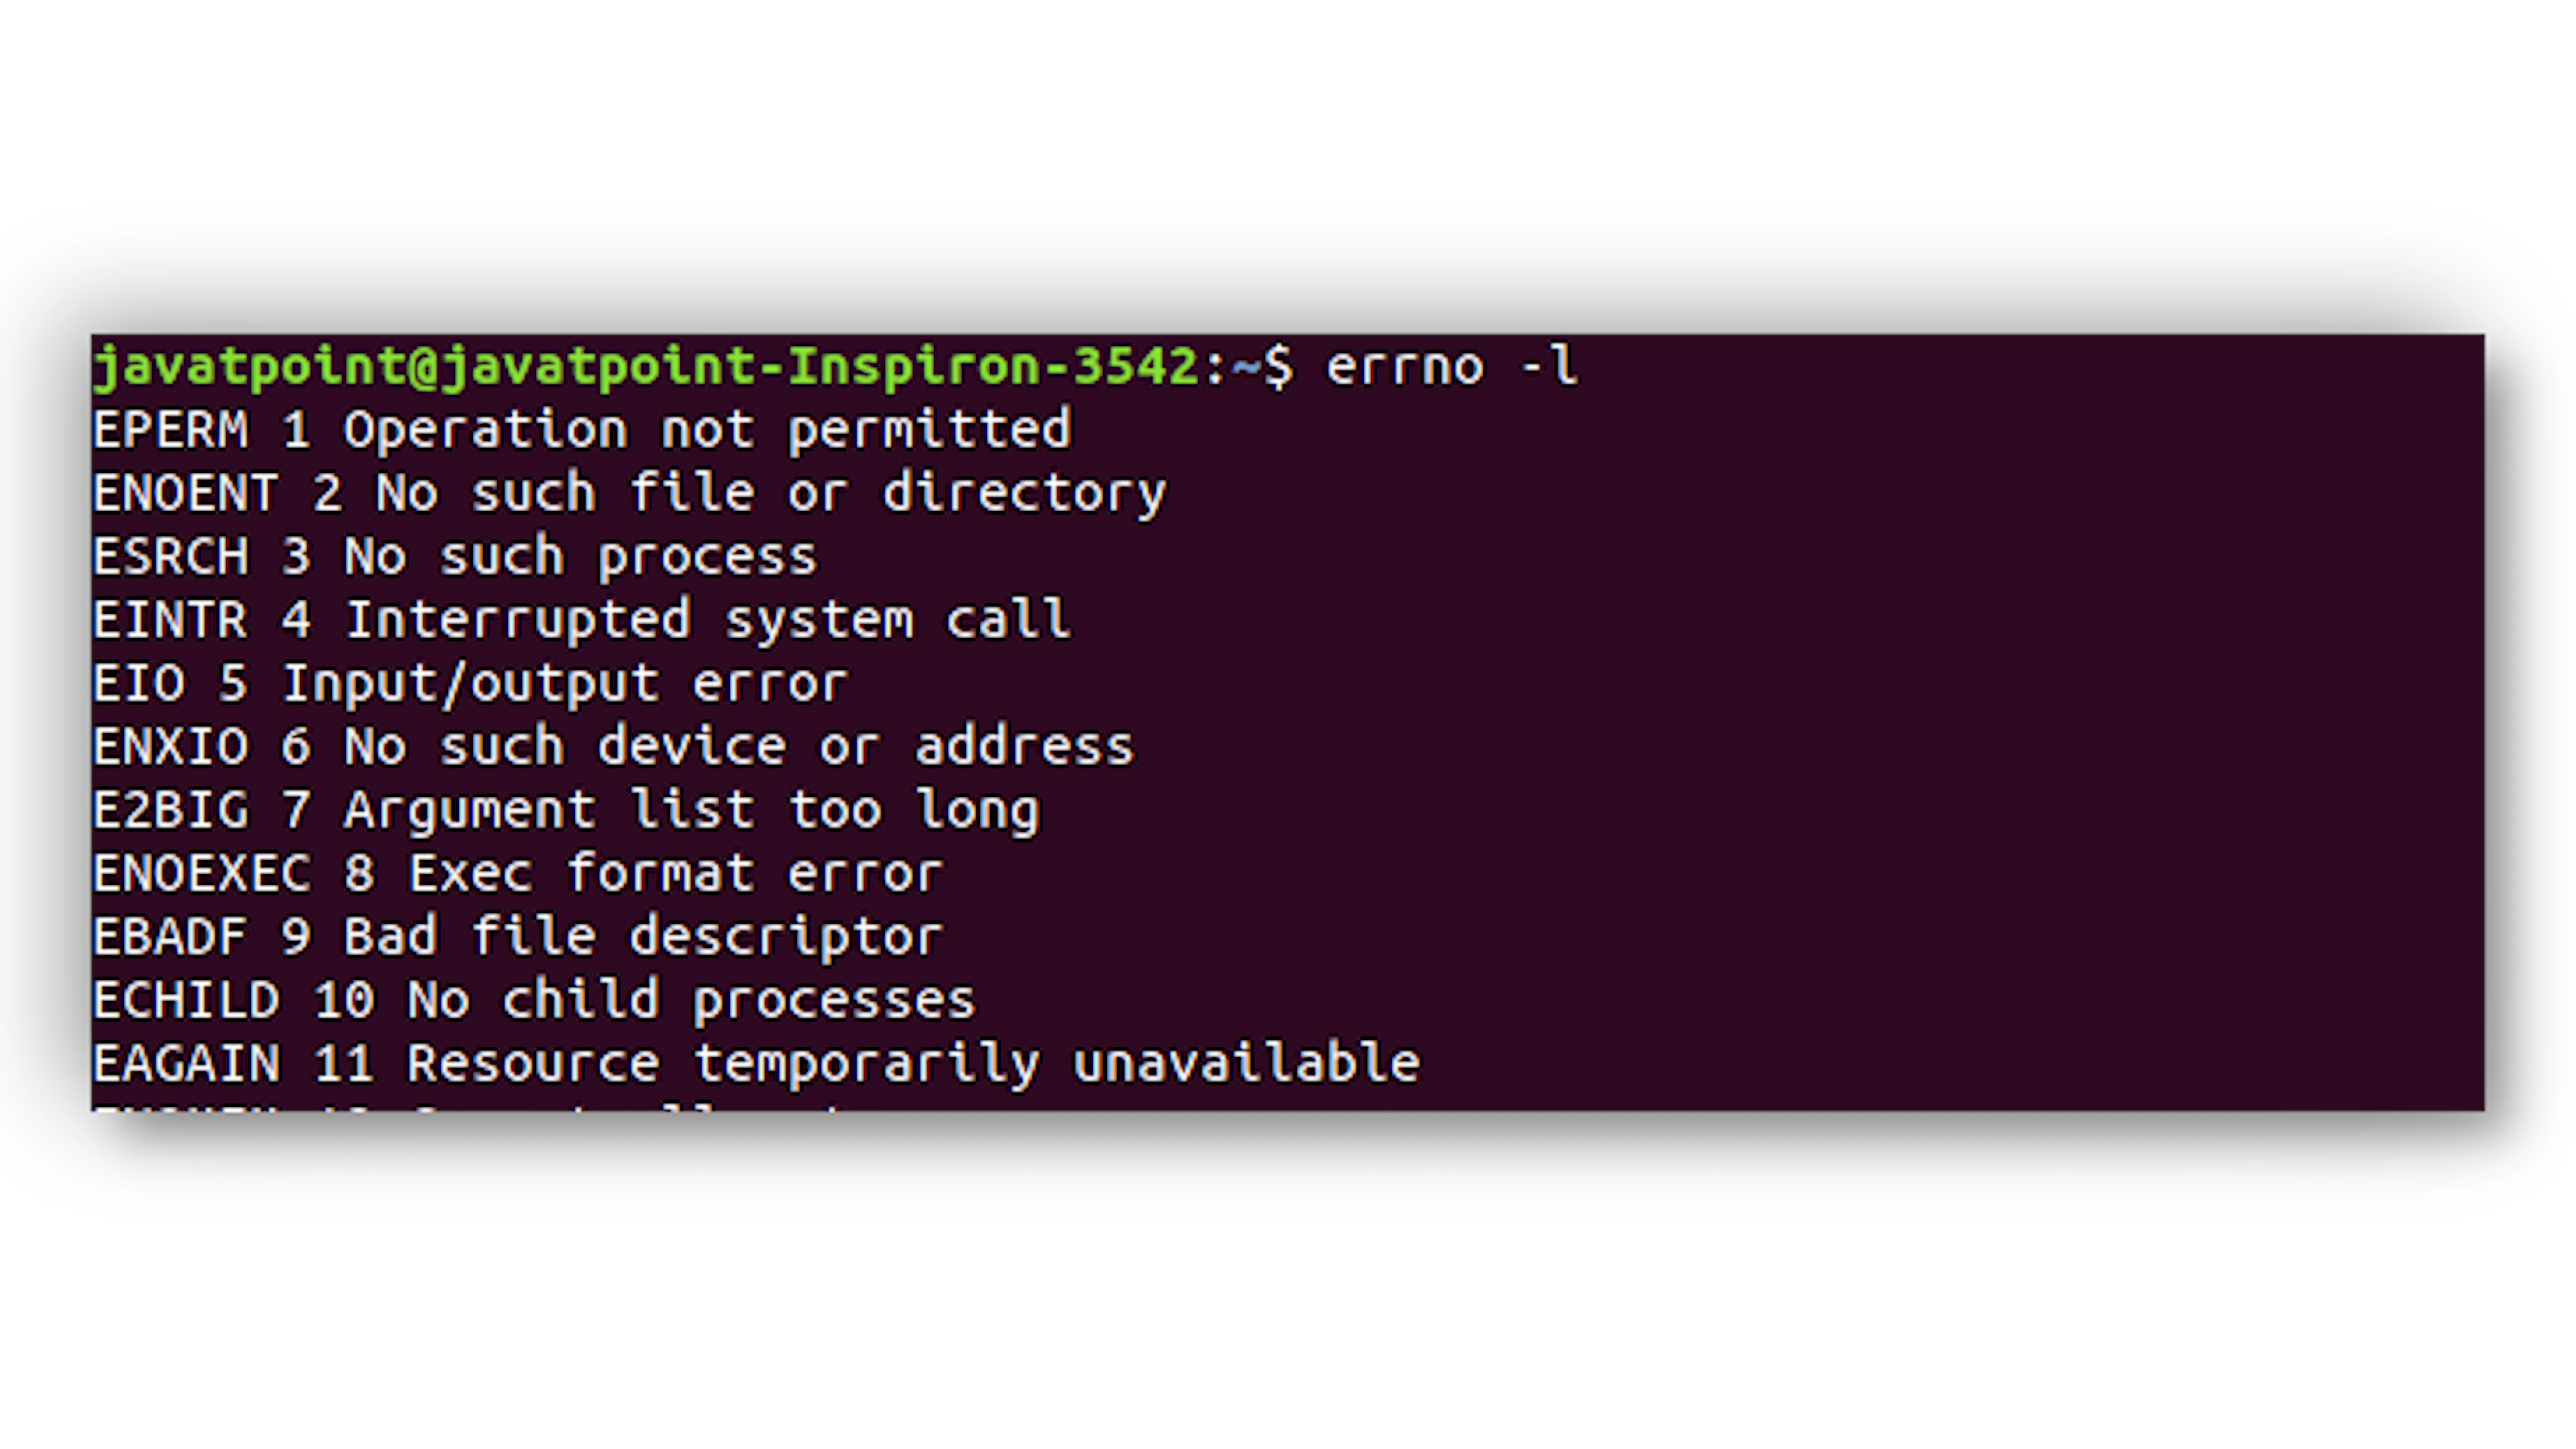 javatpoint@javatpoint-Inspiron-3542:~$ errno -l
EPERM 1 Operation not permitted
ENOENT 2 No such file or directory
ESRCH 3 No such process
EINTR 4 Interrupted system call
EIO 5 Input/output error
ENXIO 6 No such device or address
E2BIG 7 Argument list too long
ENOEXEC 8 Exec format error
EBADF 9 Bad file descriptor
ECHILD 10 No child processes
EAGAIN 11 Resource temporarily unavailable